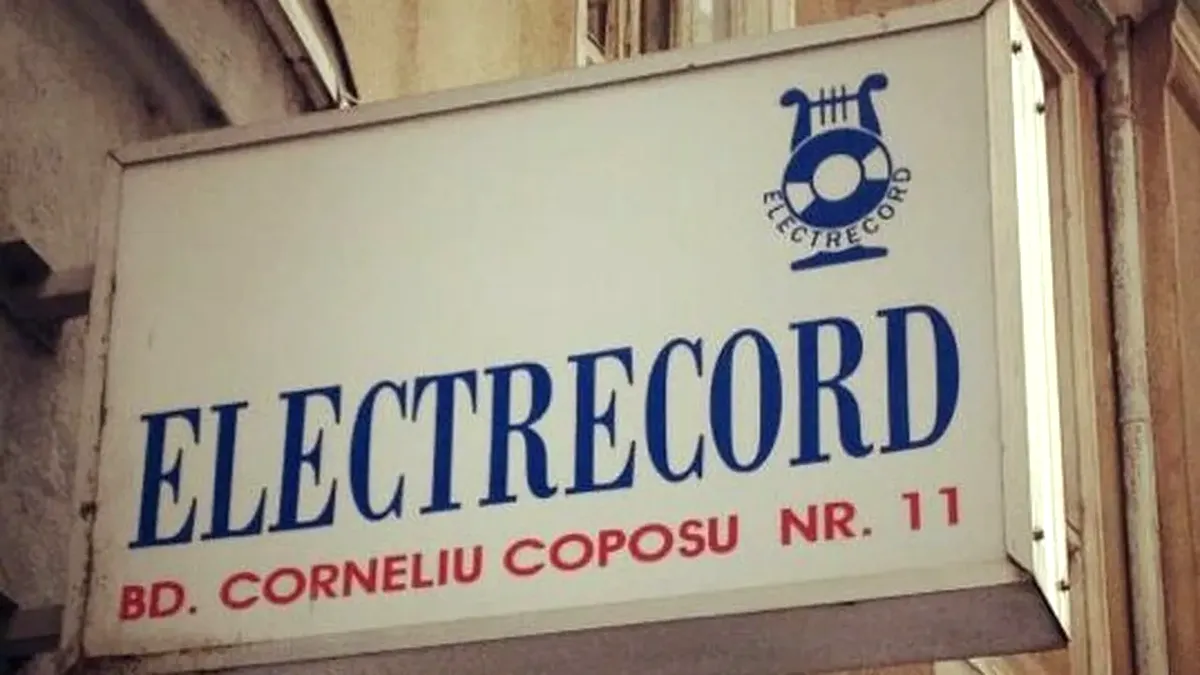 ELECTRECORD
ELECTRECORD
BD. CORNELIU COPOSU NR. 11